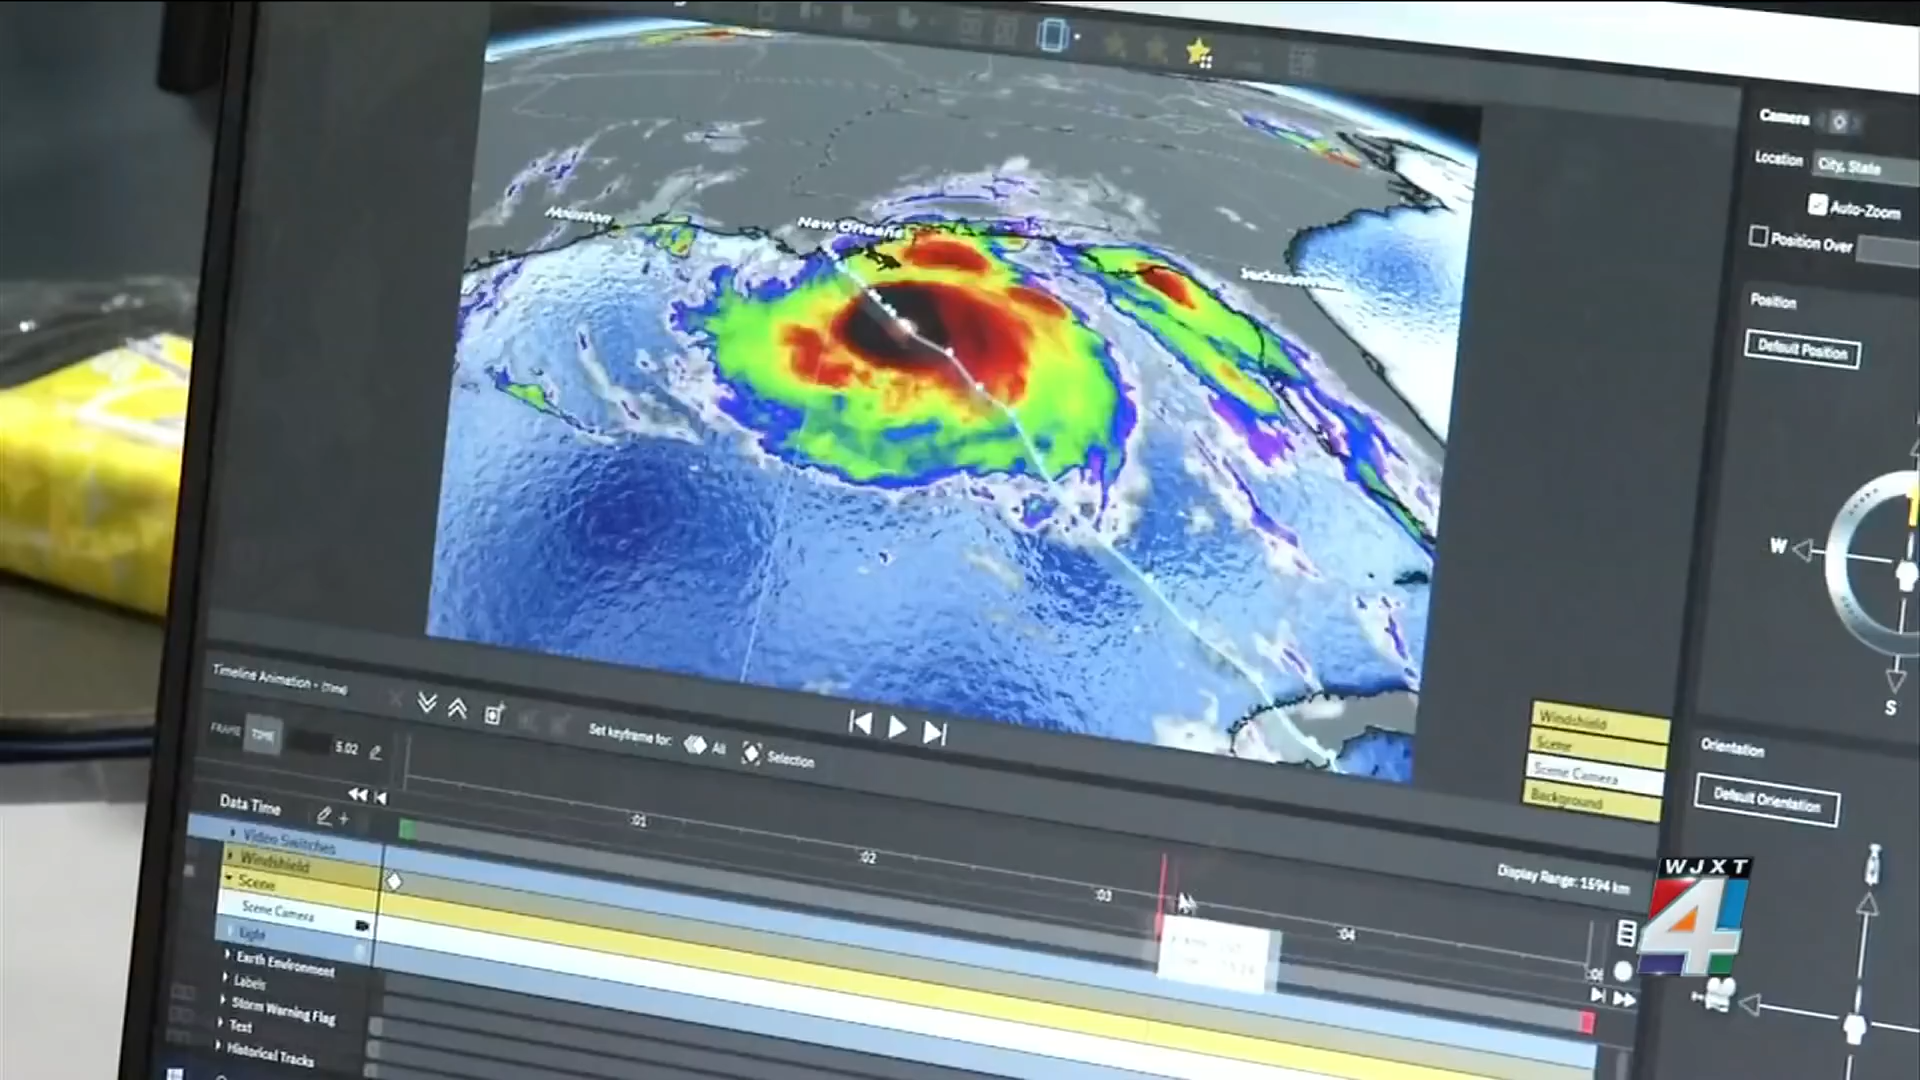 Camera
Location City, State
Auto-Zoom
Position Over
Position
Default Position
W
S
Houston
New Orleans
Windshield
Scene
Scene Camera
Background
Orientation
Default Orientation
Timeline Animation - (Time)
FRAME TIME 5.02
Set keyframe for: All Selection
Data Time
:01
:02
:03
:04
Display Range: 1594 km
Video Switches
Windshield
Scene
Scene Camera
Light
Earth Environment
Labels
Storm Warning Flag
Text
Historical Tracks
WJXT
4